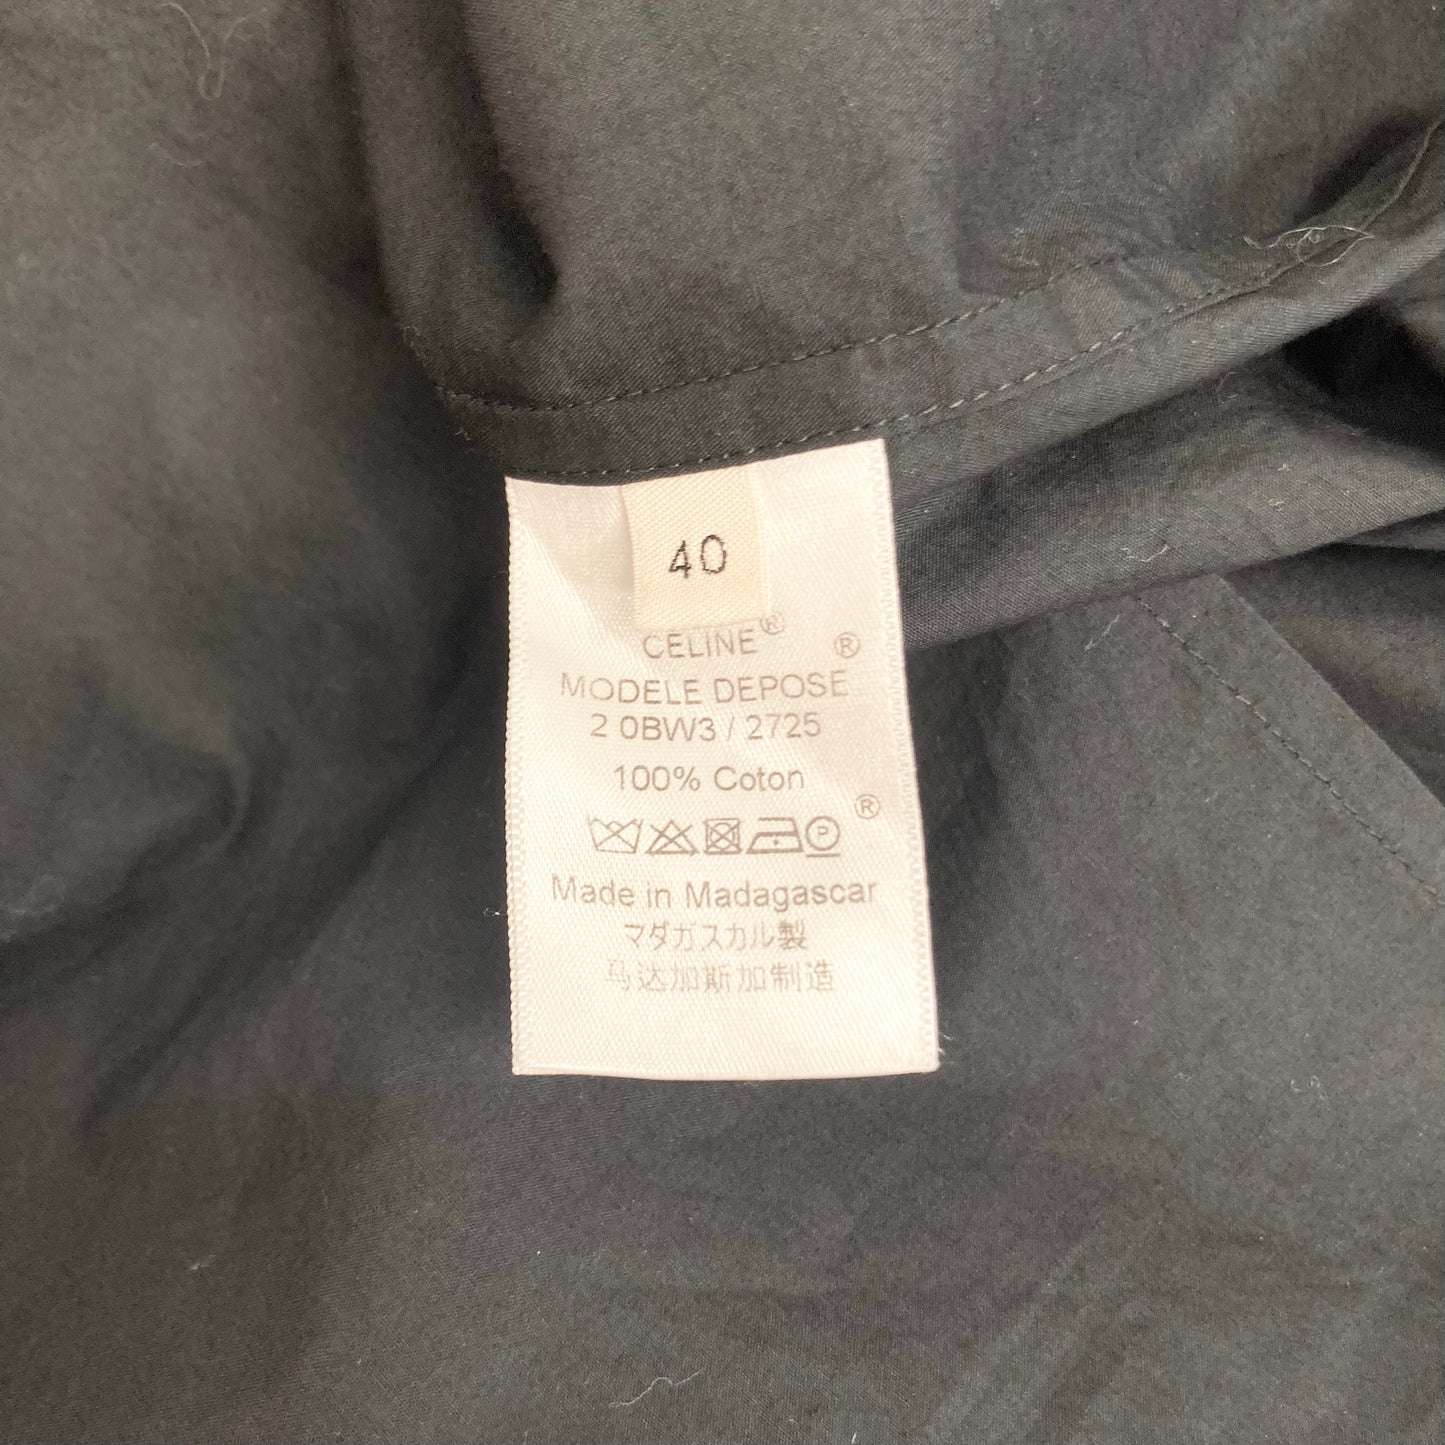 40
CELINE®
MODELE DEPOSE®
2 0BW3 / 2725
100% Coton
P ®
Made in Madagascar
マダガスカル製
马达加斯加制造